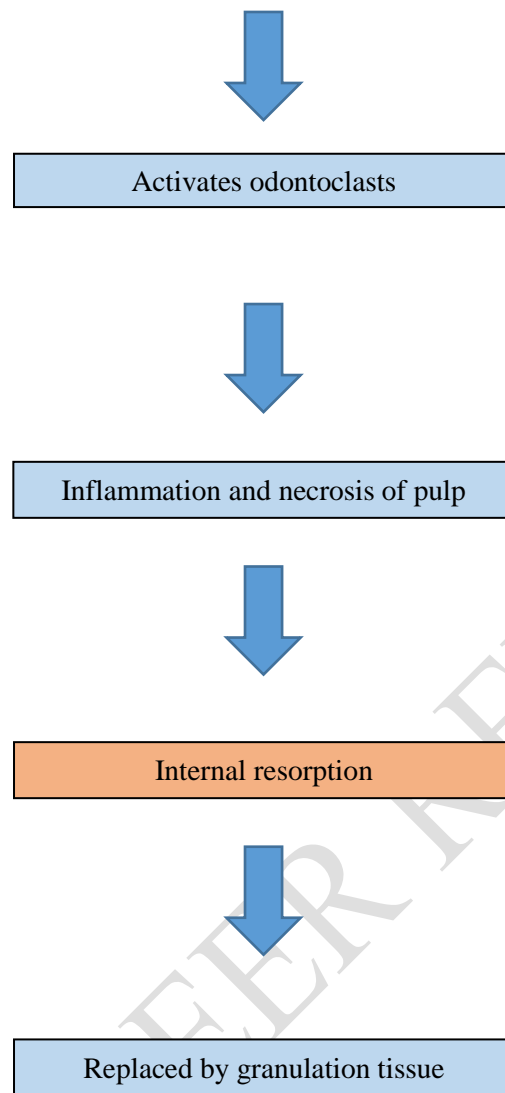 Activates odontoclasts
Inflammation and necrosis of pulp
Internal resorption
Replaced by granulation tissue